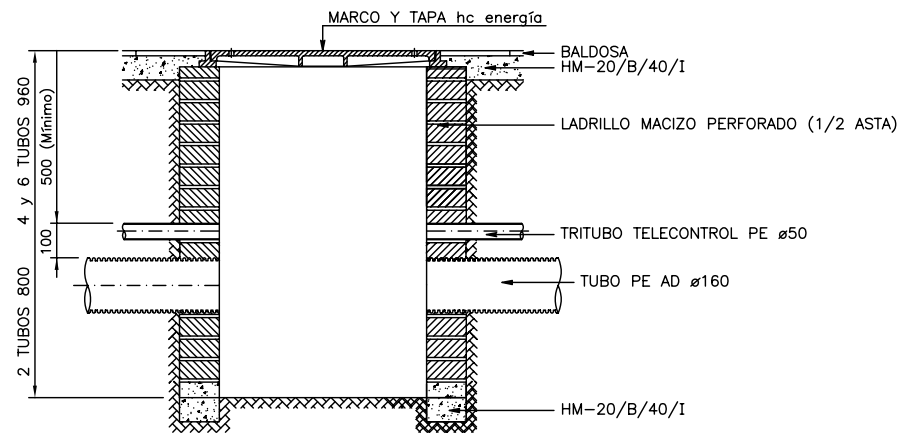 MARCO Y TAPA hc energía
BALDOSA
HM-20/B/40/I
LADRILLO MACIZO PERFORADO (1/2 ASTA)
TRITUBO TELECONTROL PE ø50
TUBO PE AD ø160
HM-20/B/40/I
2 TUBOS 800
4 y 6 TUBOS 960
500 (Mínimo)
100